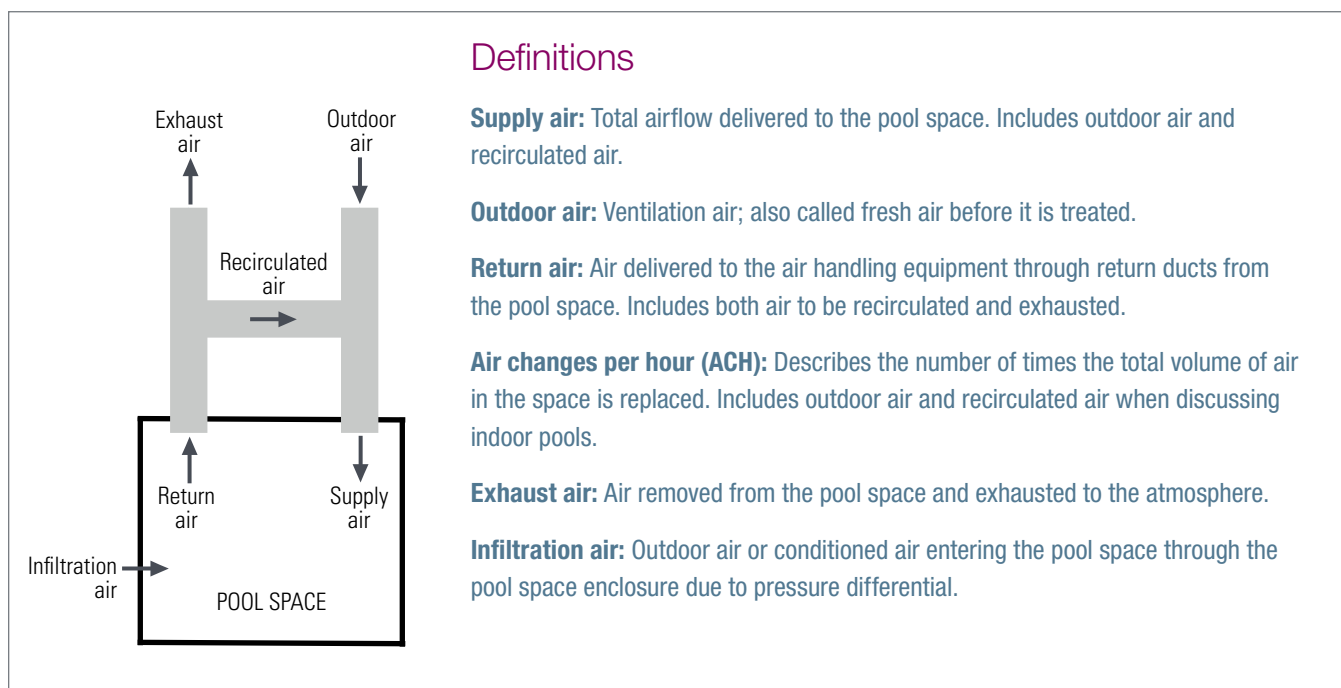 Definitions
Supply air: Total airflow delivered to the pool space. Includes outdoor air and
recirculated air.
Outdoor air: Ventilation air; also called fresh air before it is treated.
Return air: Air delivered to the air handling equipment through return ducts from
the pool space. Includes both air to be recirculated and exhausted.
Air changes per hour (ACH): Describes the number of times the total volume of air
in the space is replaced. Includes outdoor air and recirculated air when discussing
indoor pools.
Exhaust air: Air removed from the pool space and exhausted to the atmosphere.
Infiltration air: Outdoor air or conditioned air entering the pool space through the
pool space enclosure due to pressure differential.
Exhaust
air
Outdoor
air
Recirculated
air
Return
air
Supply
air
Infiltration
air
POOL SPACE